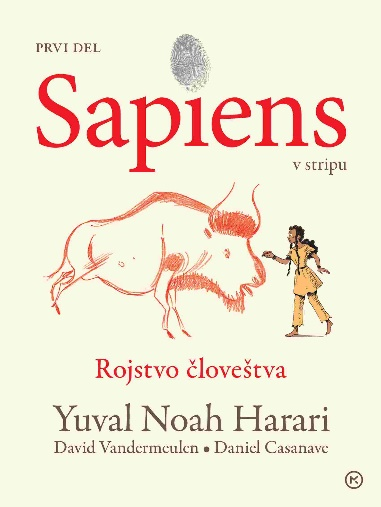 PRVI DEL
Sapiens
v stripu
Rojstvo človeštva
Yuval Noah Harari
David Vandermeulen • Daniel Casanave